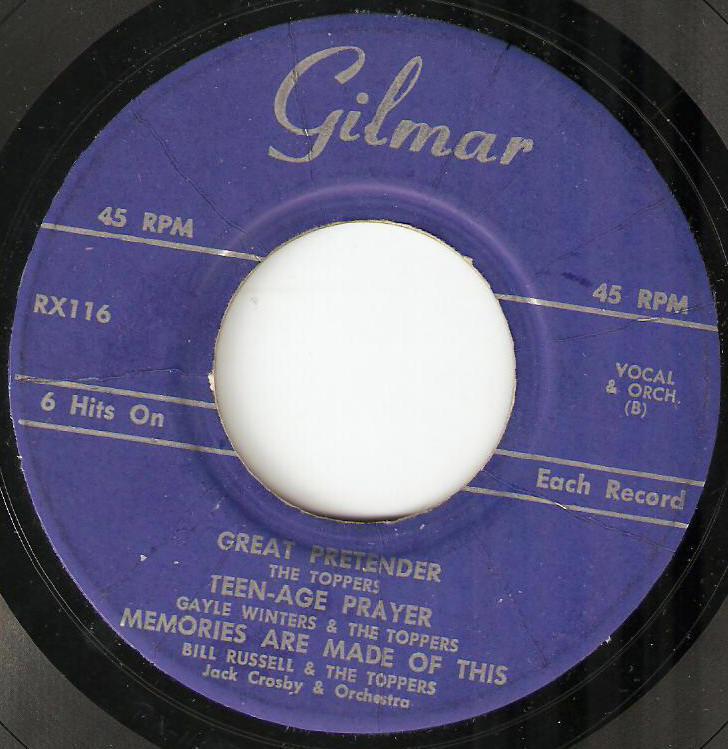 Gilmar
45 RPM
45 RPM
RX116
VOCAL
& ORCH.
(B)
6 Hits On
Each Record
GREAT PRETENDER
THE TOPPERS
TEEN-AGE PRAYER
GAYLE WINTERS & THE TOPPERS
MEMORIES ARE MADE OF THIS
BILL RUSSELL & THE TOPPERS
Jack Crosby & Orchestra